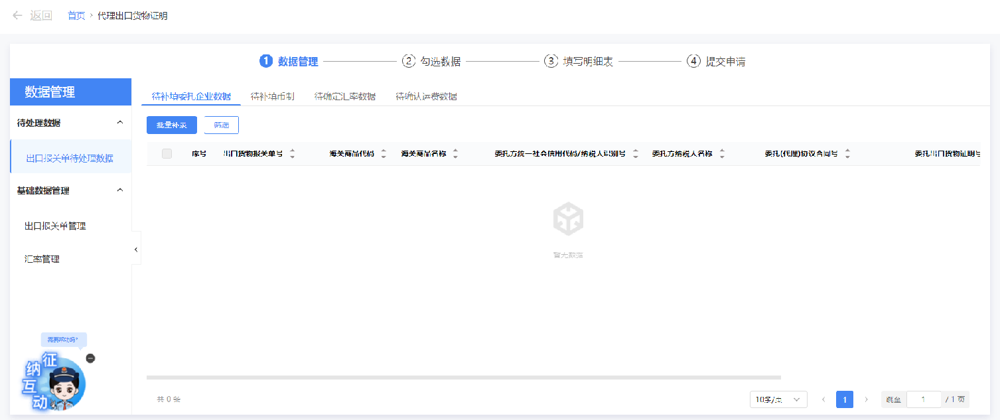 返回 首页 › 代理出口货物证明
1 数据管理 2 勾选数据 3 填写明细表 4 提交申请
数据管理
待补填委托企业数据 待补填币制 待确定汇率数据 待确认运费数据
待处理数据
批量补录 筛选
出口报关单待处理数据
序号 出口货物报关单号 海关商品代码 海关商品名称 委托方统一社会信用代码/纳税人识别号 委托方纳税人名称 委托(代理)协议合同号 委托出口货物证明号
基础数据管理
出口报关单管理
汇率管理
暂无数据
需要帮助吗?
征纳互动
共 0 条 10条/页 1 跳至 1 / 1 页